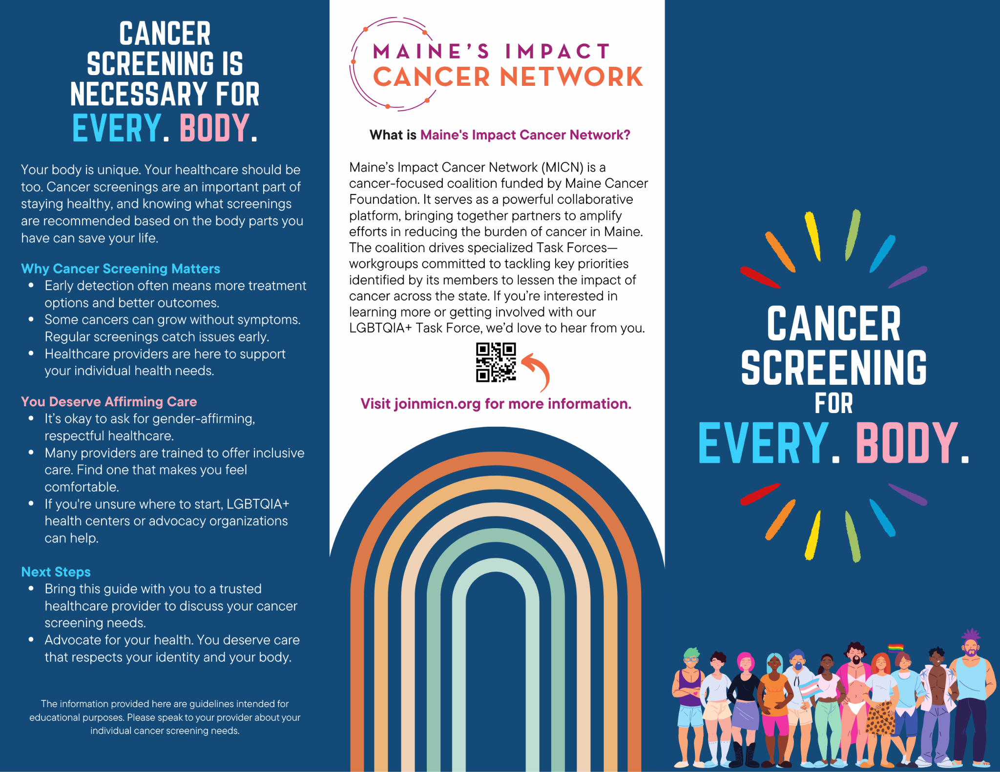 CANCER
SCREENING IS
NECESSARY FOR
EVERY. BODY.
Your body is unique. Your healthcare should be
too. Cancer screenings are an important part of
staying healthy, and knowing what screenings
are recommended based on the body parts you
have can save your life.
Why Cancer Screening Matters
• Early detection often means more treatment
options and better outcomes.
• Some cancers can grow without symptoms.
Regular screenings catch issues early.
• Healthcare providers are here to support
your individual health needs.
You Deserve Affirming Care
• It’s okay to ask for gender-affirming,
respectful healthcare.
• Many providers are trained to offer inclusive
care. Find one that makes you feel
comfortable.
• If you're unsure where to start, LGBTQIA+
health centers or advocacy organizations
can help.
Next Steps
• Bring this guide with you to a trusted
healthcare provider to discuss your cancer
screening needs.
• Advocate for your health. You deserve care
that respects your identity and your body.
The information provided here are guidelines intended for
educational purposes. Please speak to your provider about your
individual cancer screening needs.
MAINE’S IMPACT
CANCER NETWORK
What is Maine's Impact Cancer Network?
Maine’s Impact Cancer Network (MICN) is a
cancer-focused coalition funded by Maine Cancer
Foundation. It serves as a powerful collaborative
platform, bringing together partners to amplify
efforts in reducing the burden of cancer in Maine.
The coalition drives specialized Task Forces—
workgroups committed to tackling key priorities
identified by its members to lessen the impact of
cancer across the state. If you’re interested in
learning more or getting involved with our
LGBTQIA+ Task Force, we’d love to hear from you.
Visit joinmicn.org for more information.
CANCER
SCREENING
FOR
EVERY. BODY.